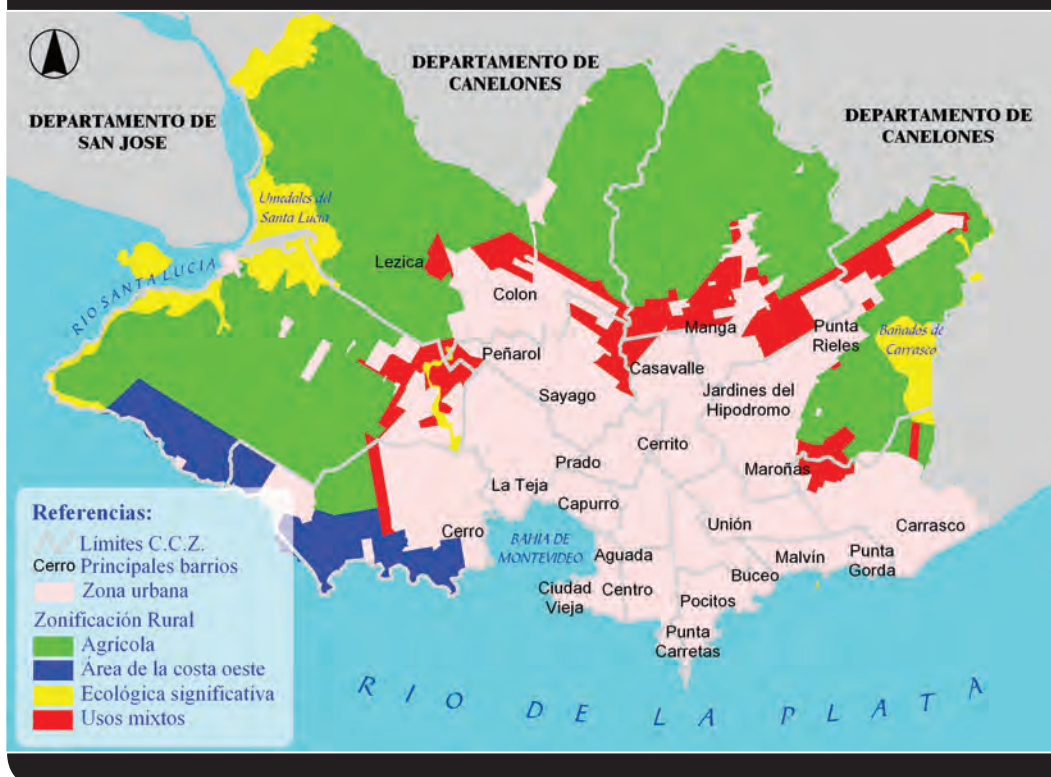 DEPARTAMENTO DE
CANELONES
DEPARTAMENTO DE
SAN JOSE
DEPARTAMENTO DE
CANELONES
Umedales del
Santa Lucia
RIO SANTA LUCIA
Lezica
Colon
Manga
Punta
Rieles
Bañados de
Carrasco
Peñarol
Casavalle
Sayago
Jardines del
Hipodromo
Cerrito
Prado
Maroñas
La Teja
Capurro
Cerro
BAHIA DE
MONTEVIDEO
Unión
Carrasco
Aguada
Malvín
Punta
Gorda
Buceo
Ciudad
Vieja
Centro
Pocitos
Punta
Carretas
RIO DE LA PLATA
Referencias:
Límites C.C.Z.
Cerro Principales barrios
Zona urbana
Zonificación Rural
Agrícola
Área de la costa oeste
Ecológica significativa
Usos mixtos